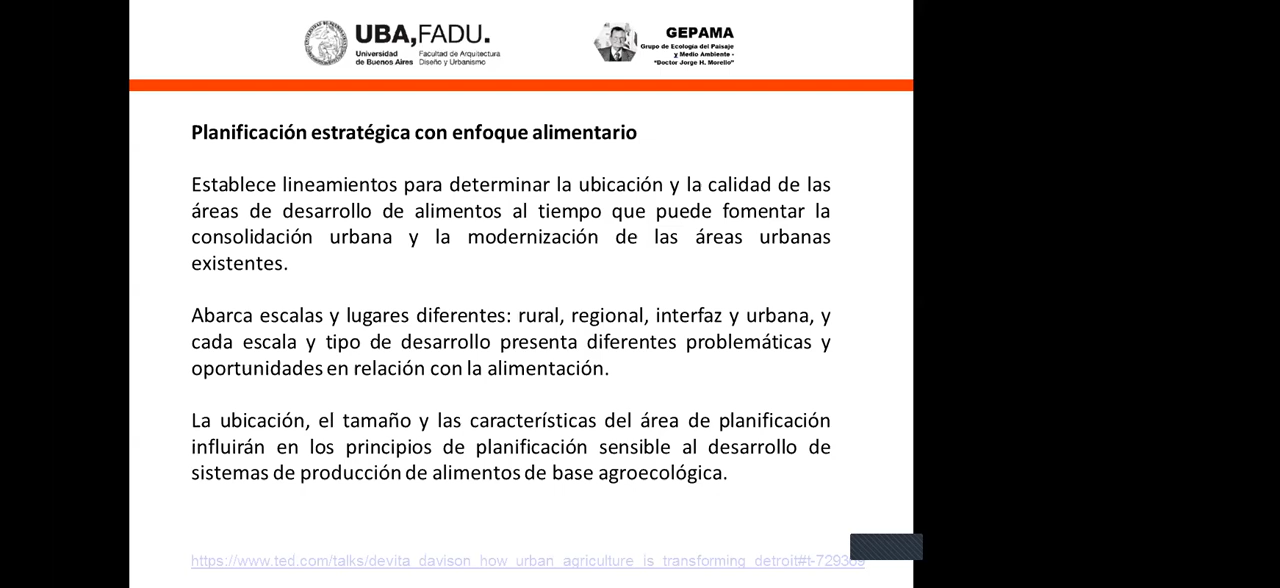 UBA,FADU.
Universidad de Buenos Aires
Facultad de Arquitectura Diseño y Urbanismo
GEPAMA
Grupo de Ecología del Paisaje
y Medio Ambiente -
"Doctor Jorge H. Morello"
Planificación estratégica con enfoque alimentario
Establece lineamientos para determinar la ubicación y la calidad de las
áreas de desarrollo de alimentos al tiempo que puede fomentar la
consolidación urbana y la modernización de las áreas urbanas
existentes.
Abarca escalas y lugares diferentes: rural, regional, interfaz y urbana, y
cada escala y tipo de desarrollo presenta diferentes problemáticas y
oportunidades en relación con la alimentación.
La ubicación, el tamaño y las características del área de planificación
influirán en los principios de planificación sensible al desarrollo de
sistemas de producción de alimentos de base agroecológica.
https://www.ted.com/talks/devita_davison_how_urban_agriculture_is_transforming_detroit#t-729389